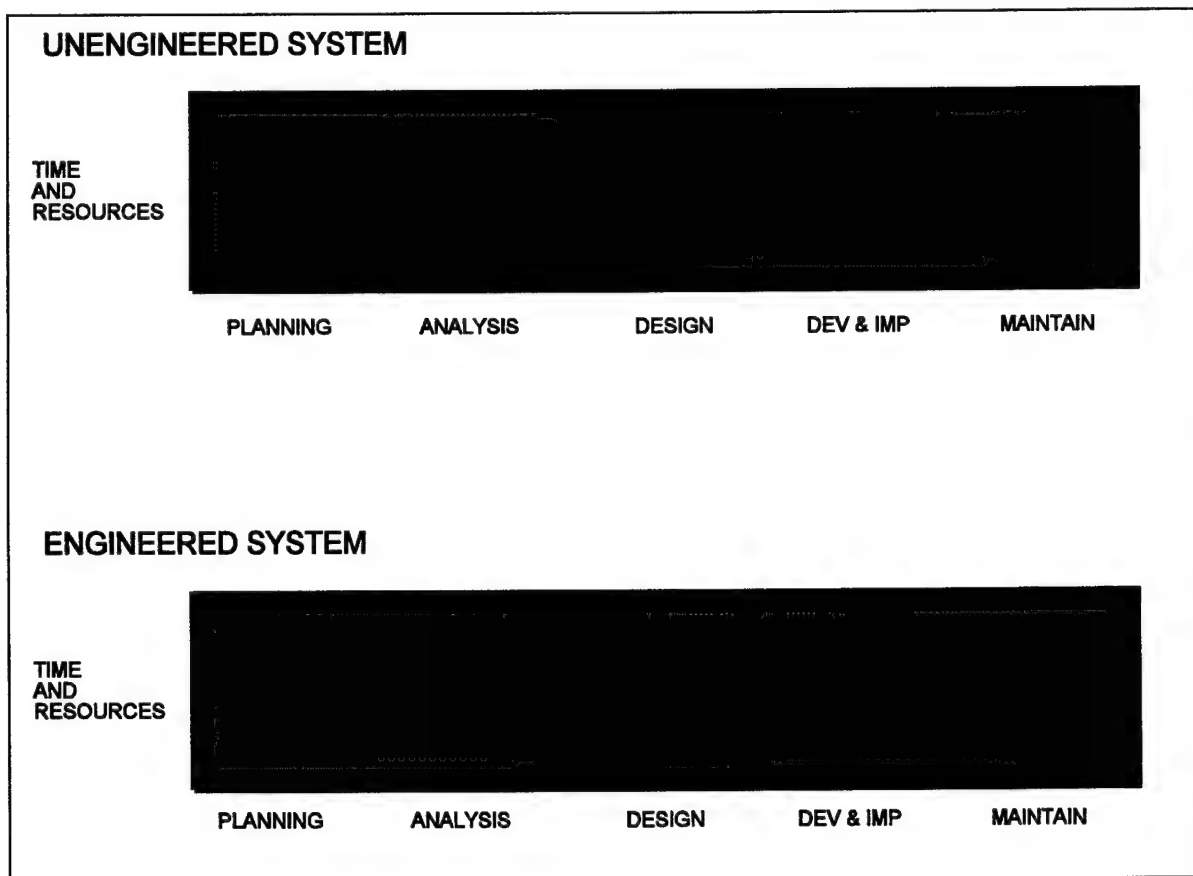 UNENGINEERED SYSTEM
TIME
AND
RESOURCES
PLANNING ANALYSIS DESIGN DEV & IMP MAINTAIN
ENGINEERED SYSTEM
TIME
AND
RESOURCES
PLANNING ANALYSIS DESIGN DEV & IMP MAINTAIN